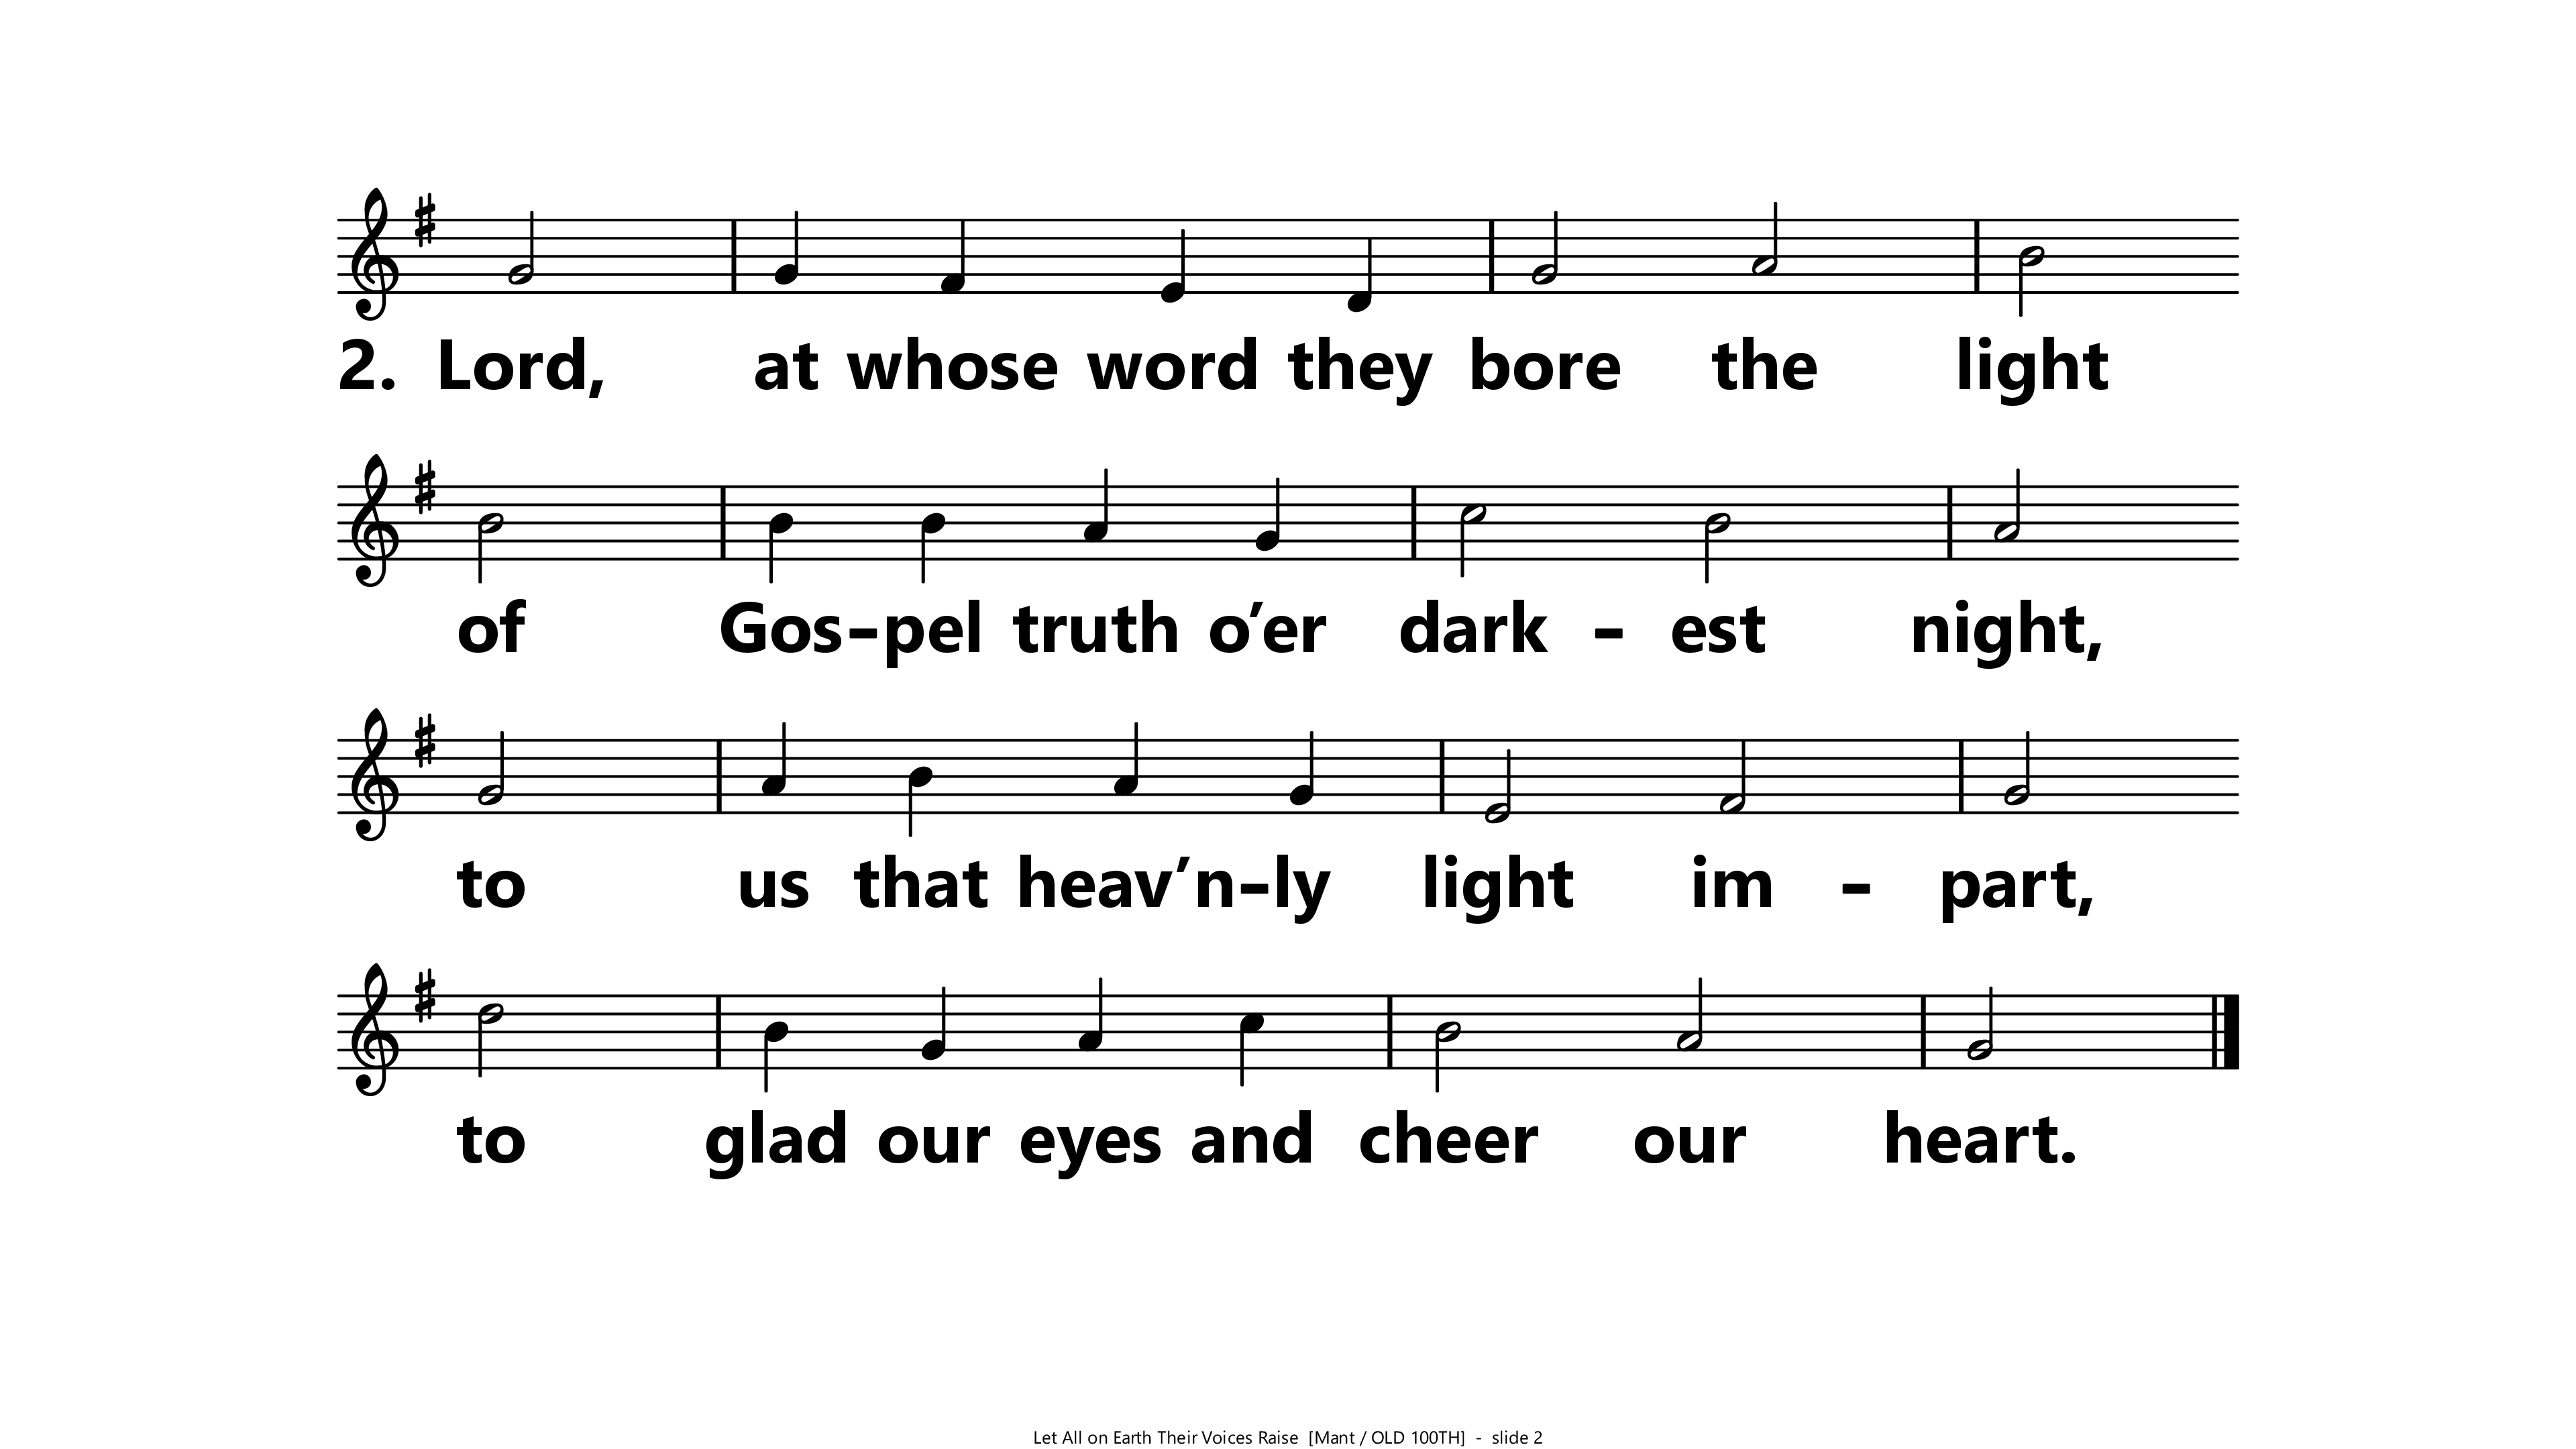 2. Lord, at whose word they bore the light
of Gos-pel truth o’er dark - est night,
to us that heav’n-ly light im - part,
to glad our eyes and cheer our heart.
Let All on Earth Their Voices Raise [Mant / OLD 100TH] - slide 2